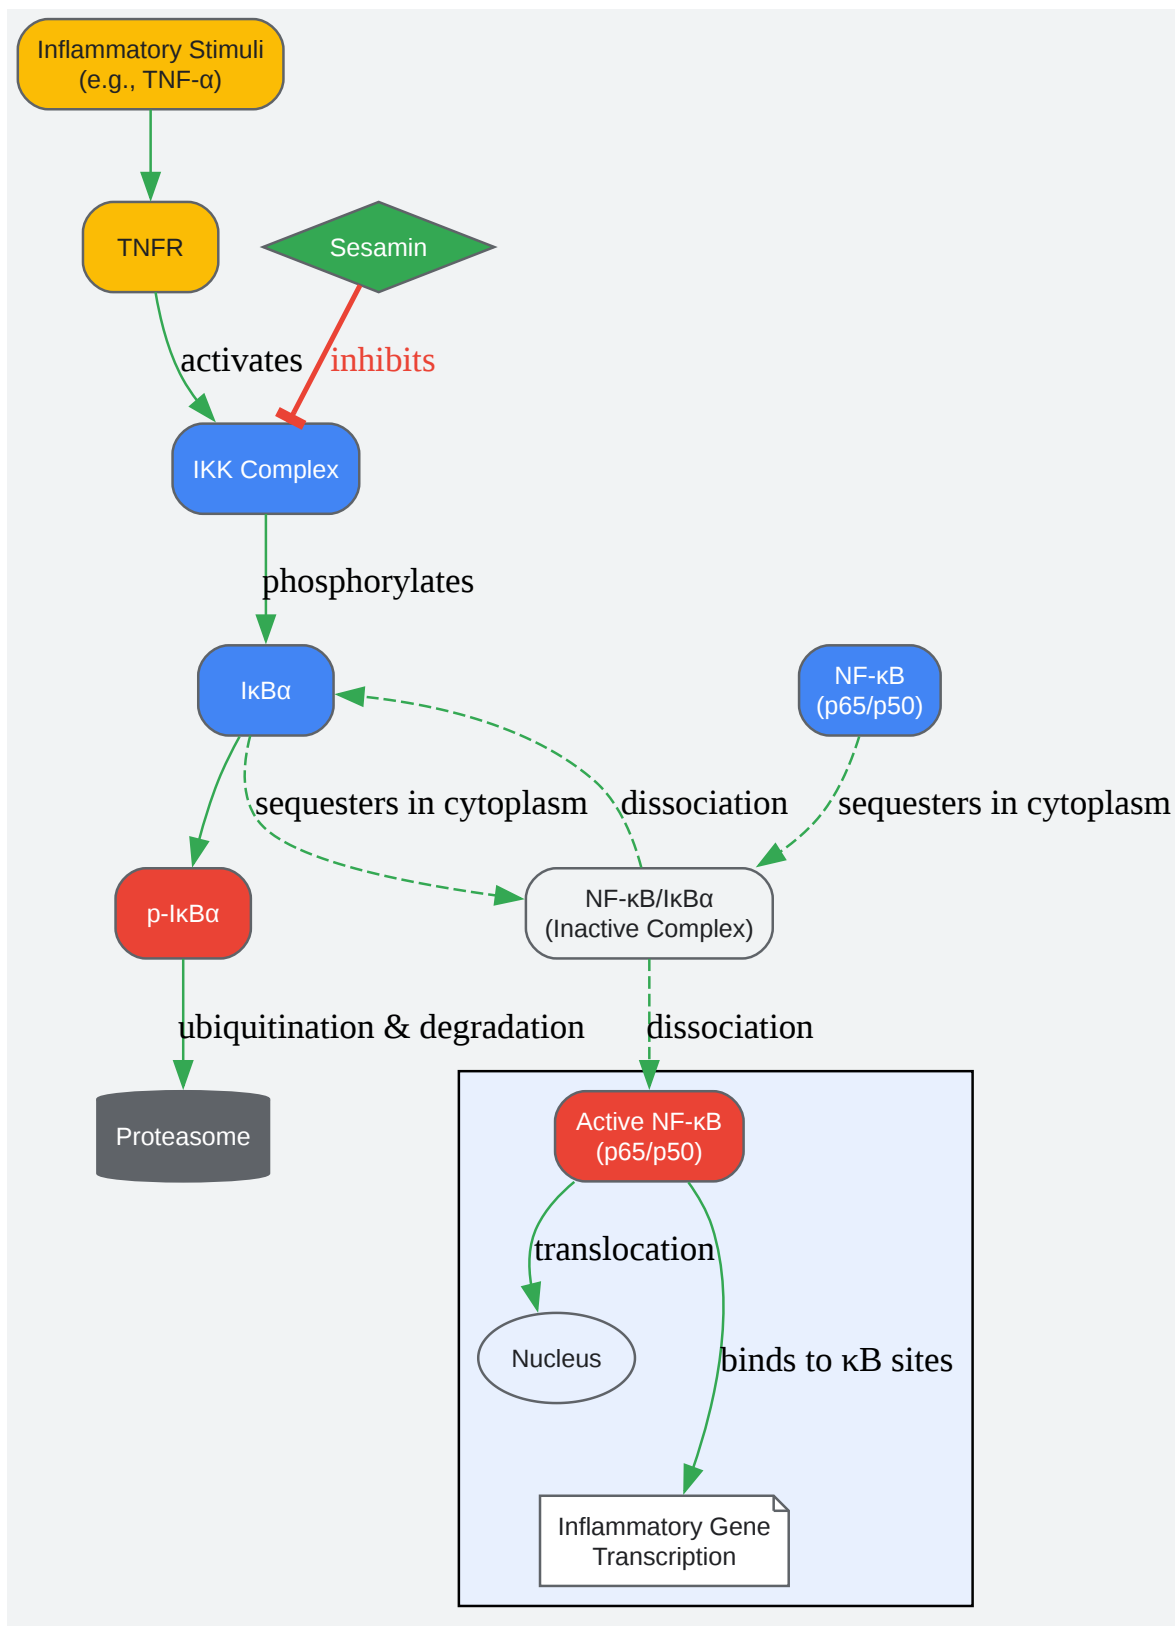 Inflammatory Stimuli
(e.g., TNF-α)
TNFR
Sesamin
activates
inhibits
IKK Complex
phosphorylates
IκBα
NF-κB
(p65/p50)
sequesters in cytoplasm
dissociation
sequesters in cytoplasm
p-IκBα
NF-κB/IκBα
(Inactive Complex)
ubiquitination & degradation
dissociation
Proteasome
Active NF-κB
(p65/p50)
translocation
Nucleus
binds to κB sites
Inflammatory Gene
Transcription